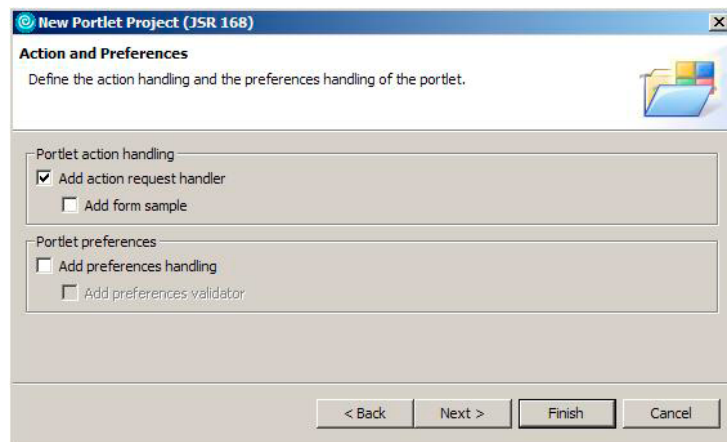 New Portlet Project (JSR 168)
Action and Preferences
Define the action handling and the preferences handling of the portlet.
Portlet action handling
Add action request handler
Add form sample
Portlet preferences
Add preferences handling
Add preferences validator
< Back Next > Finish Cancel